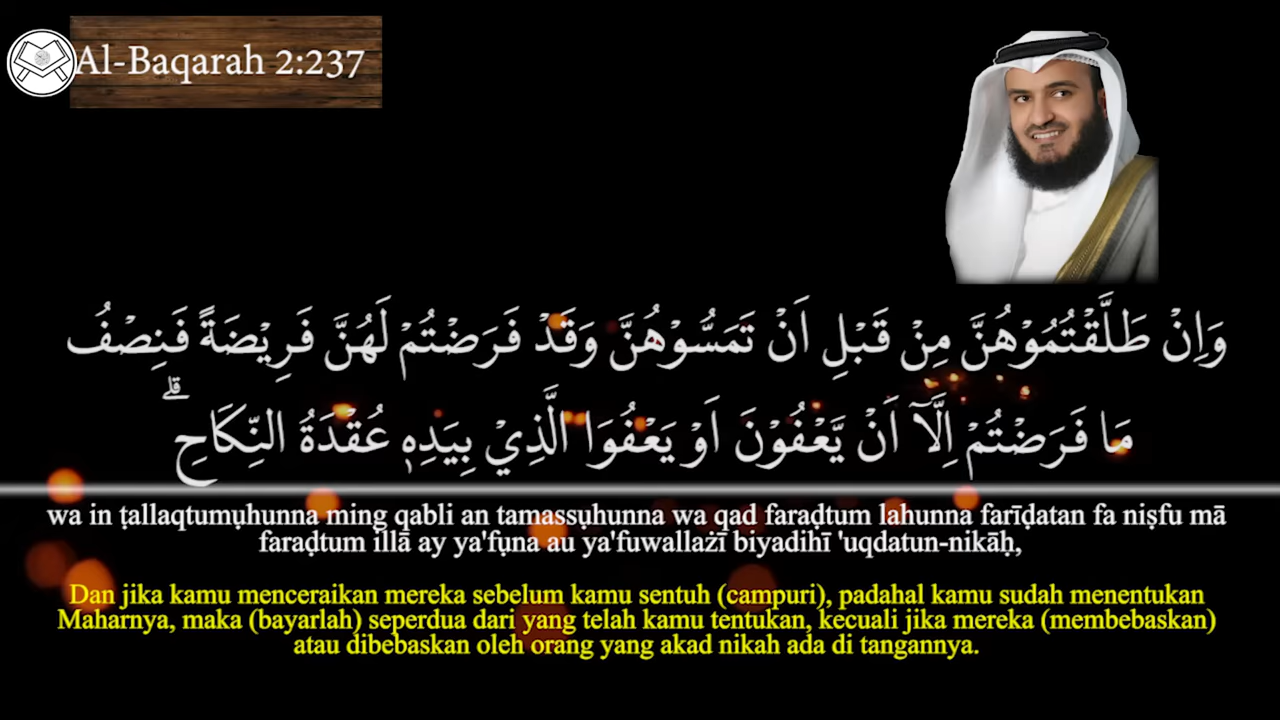 Al-Baqarah 2:237
وَاِنْ طَلَّقْتُمُوْهُنَّ مِنْ قَبْلِ اَنْ تَمَسُّوْهُنَّ وَقَدْ فَرَضْتُمْ لَهُنَّ فَرِيْضَةً فَنِصْفُ
مَا فَرَضْتُمْ اِلَّآ اَنْ يَّعْفُوْنَ اَوْ يَعْفُوَا الَّذِيْ بِيَدِهٖ عُقْدَةُ النِّكَاحِۗ
wa in ṭallaqtumụhunna ming qabli an tamassụhunna wa qad faraḍtum lahunna farīḍatan fa niṣfu mā
faraḍtum illā ay ya'fụna au ya'fuwallażī biyadihī 'uqdatun-nikāḥ,
Dan jika kamu menceraikan mereka sebelum kamu sentuh (campuri), padahal kamu sudah menentukan
Maharnya, maka (bayarlah) seperdua dari yang telah kamu tentukan, kecuali jika mereka (membebaskan)
atau dibebaskan oleh orang yang akad nikah ada di tangannya.